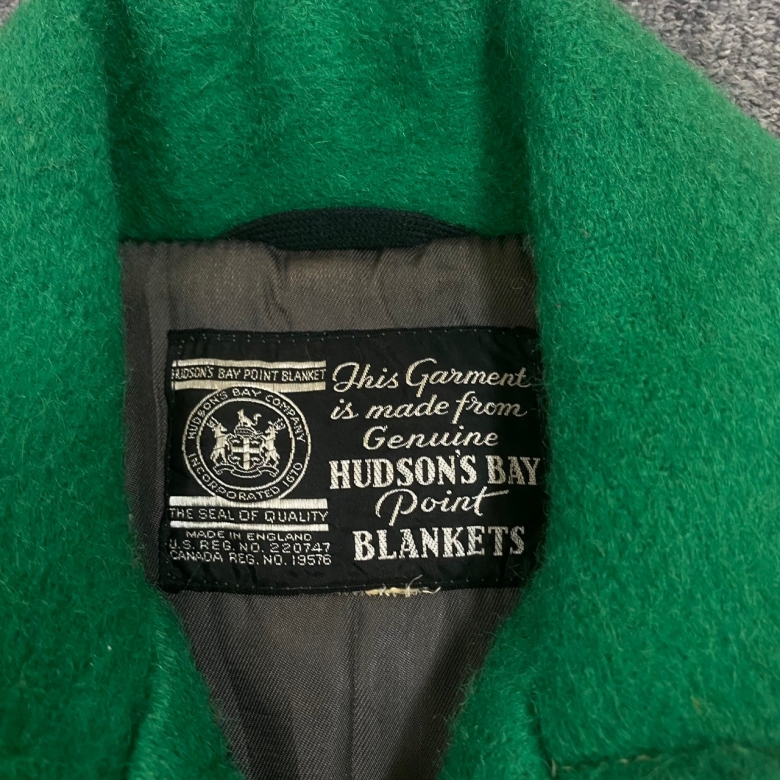 HUDSON'S BAY POINT BLANKET
HUDSON'S BAY COMPANY
INCORPORATED 1670
THE SEAL OF QUALITY
MADE IN ENGLAND
U.S. REG. NO. 220747
CANADA REG. NO. 19576
This Garment
is made from
Genuine
HUDSON'S BAY
Point
BLANKETS